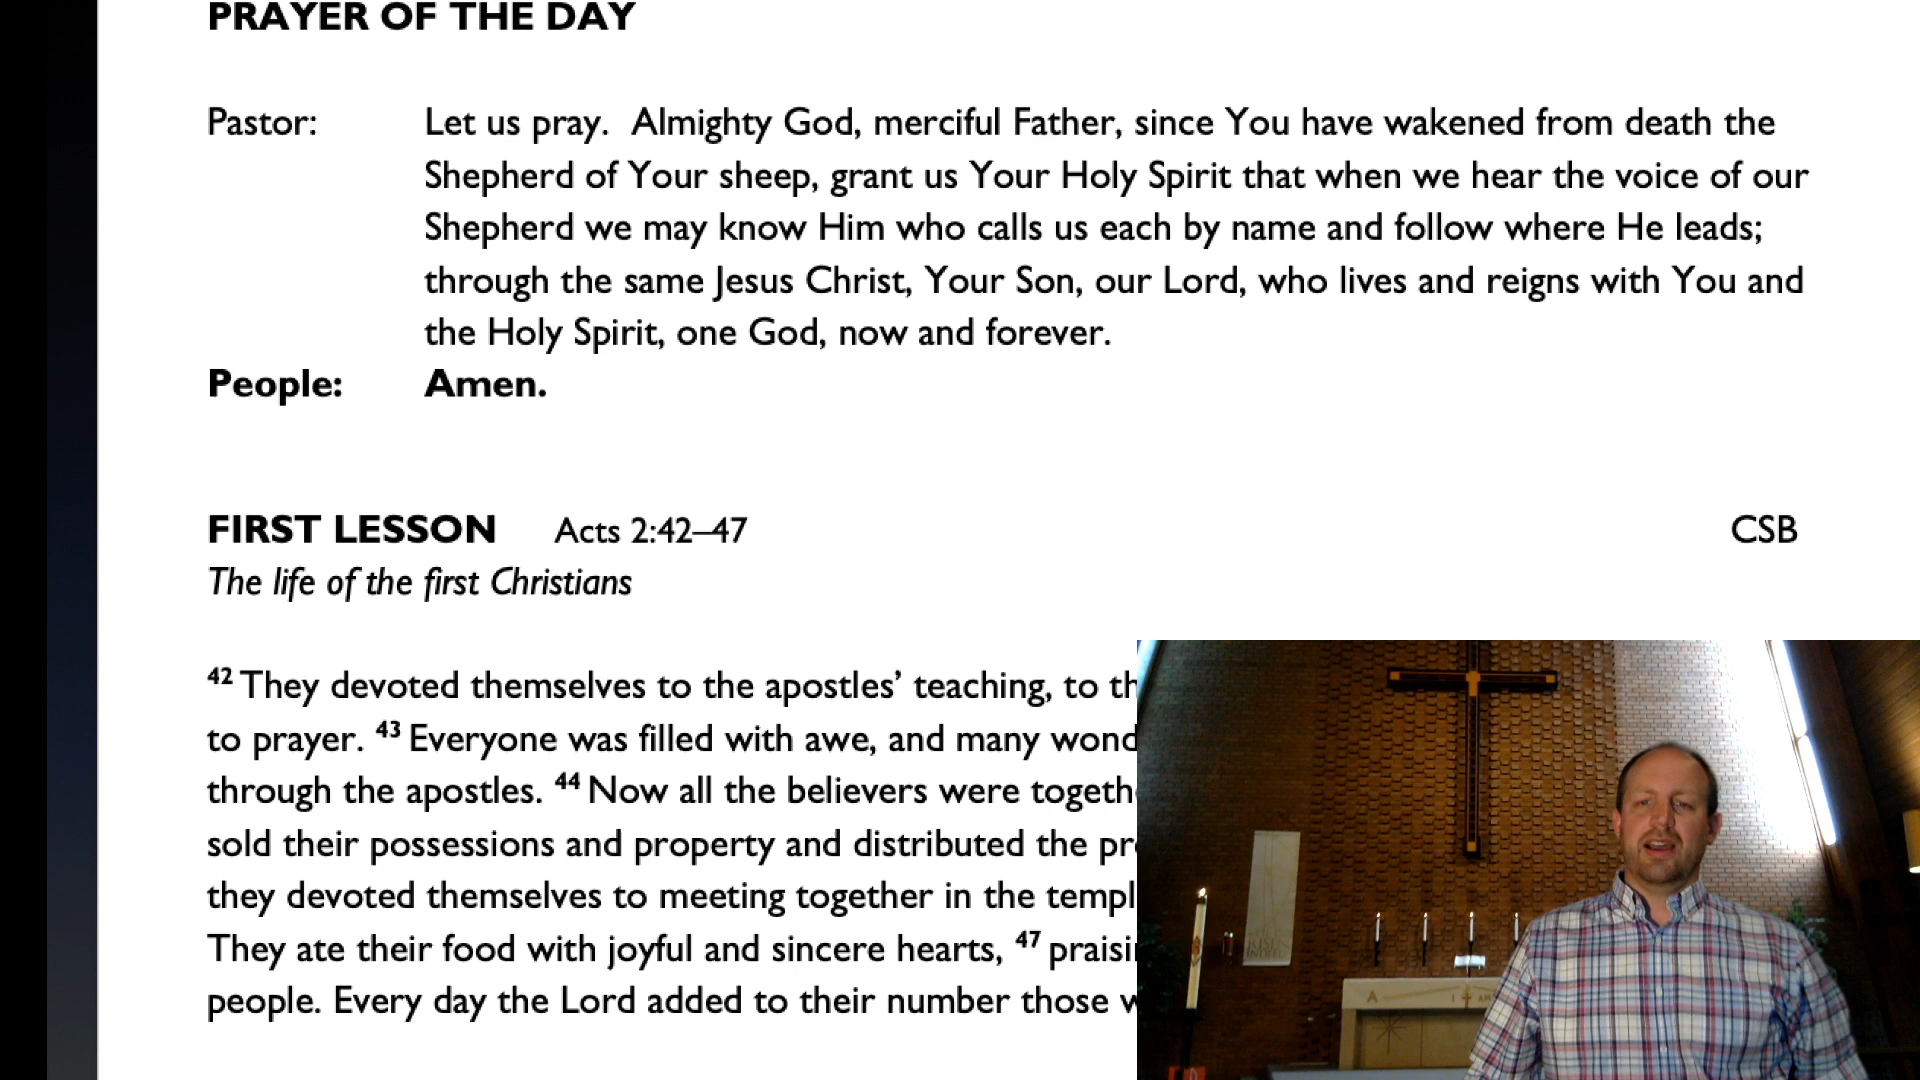 PRAYER OF THE DAY
Pastor: Let us pray. Almighty God, merciful Father, since You have wakened from death the
Shepherd of Your sheep, grant us Your Holy Spirit that when we hear the voice of our
Shepherd we may know Him who calls us each by name and follow where He leads;
through the same Jesus Christ, Your Son, our Lord, who lives and reigns with You and
the Holy Spirit, one God, now and forever.
People: Amen.
FIRST LESSON Acts 2:42–47 CSB
The life of the first Christians
42 They devoted themselves to the apostles’ teaching, to th
to prayer. 43 Everyone was filled with awe, and many wond
through the apostles. 44 Now all the believers were togeth
sold their possessions and property and distributed the pr
they devoted themselves to meeting together in the templ
They ate their food with joyful and sincere hearts, 47 praisi
people. Every day the Lord added to their number those w
A I AM